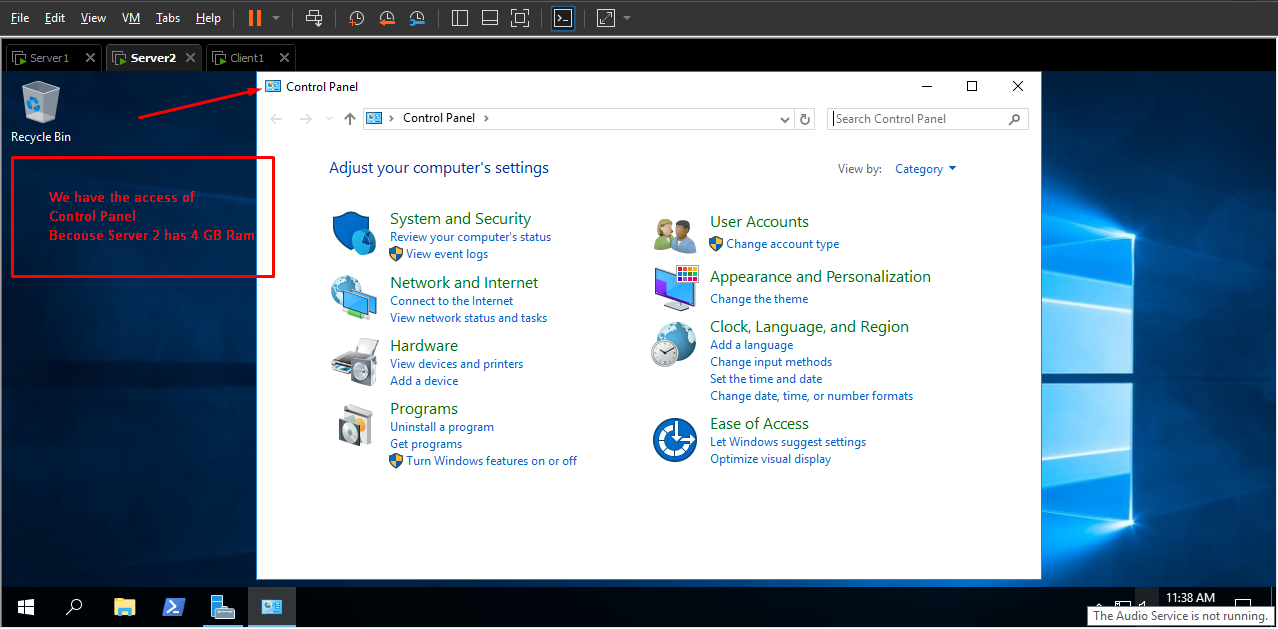 File Edit View VM Tabs Help
Server1 Server2 Client1
Control Panel
Recycle Bin
Control Panel
Search Control Panel
Adjust your computer's settings
View by: Category
We have the access of
Control Panel
Becouse Server 2 has 4 GB Ram
System and Security
Review your computer's status
View event logs
Network and Internet
Connect to the Internet
View network status and tasks
Hardware
View devices and printers
Add a device
Programs
Uninstall a program
Get programs
Turn Windows features on or off
User Accounts
Change account type
Appearance and Personalization
Change the theme
Clock, Language, and Region
Add a language
Change input methods
Set the time and date
Change date, time, or number formats
Ease of Access
Let Windows suggest settings
Optimize visual display
11:38 AM
The Audio Service is not running.